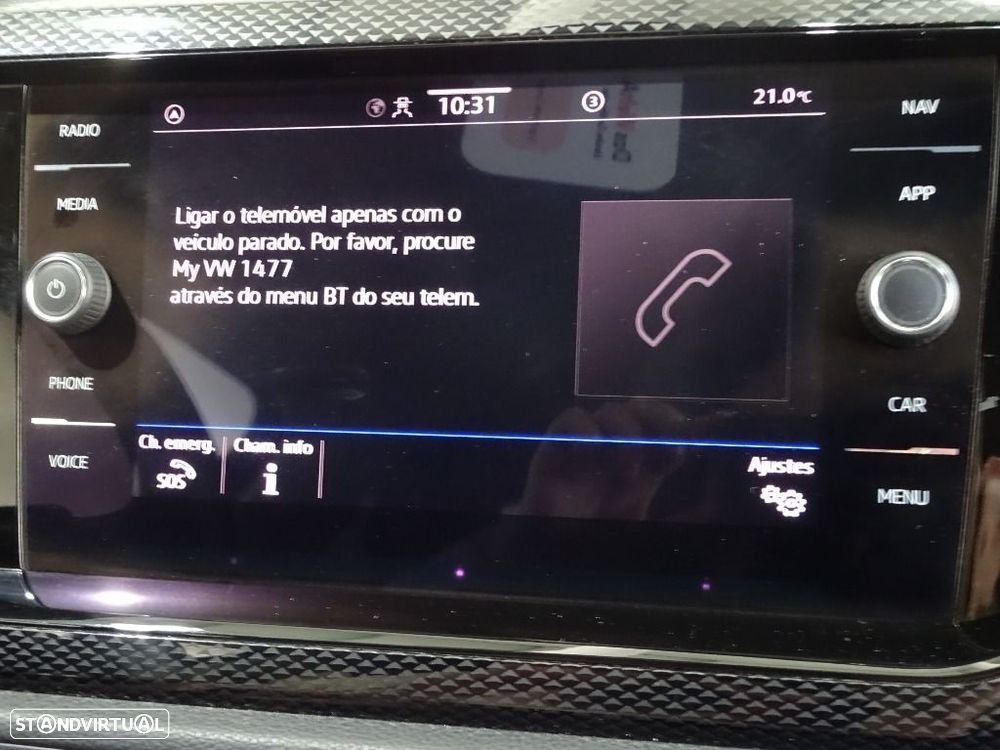 RADIO
MEDIA
PHONE
VOICE
10:31
3
21.0°C
Ligar o telemóvel apenas com o
veículo parado. Por favor, procure
My VW 1477
através do menu BT do seu telem.
Ch. emerg.
SOS
Cham. info
i
Ajustes
NAV
APP
CAR
MENU
STANDVIRTUAL